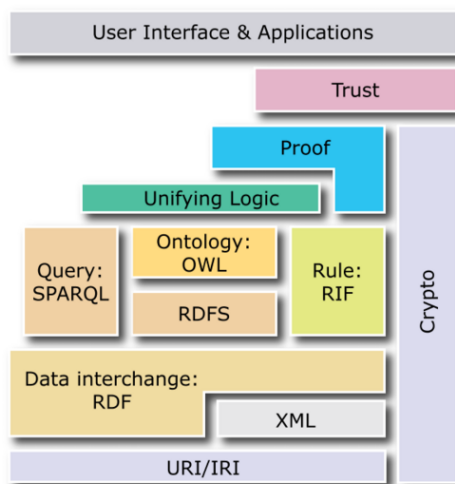 User Interface & Applications
Trust
Proof
Unifying Logic
Ontology:
OWL
Query:
SPARQL
Rule:
RIF
RDFS
Crypto
Data interchange:
RDF
XML
URI/IRI